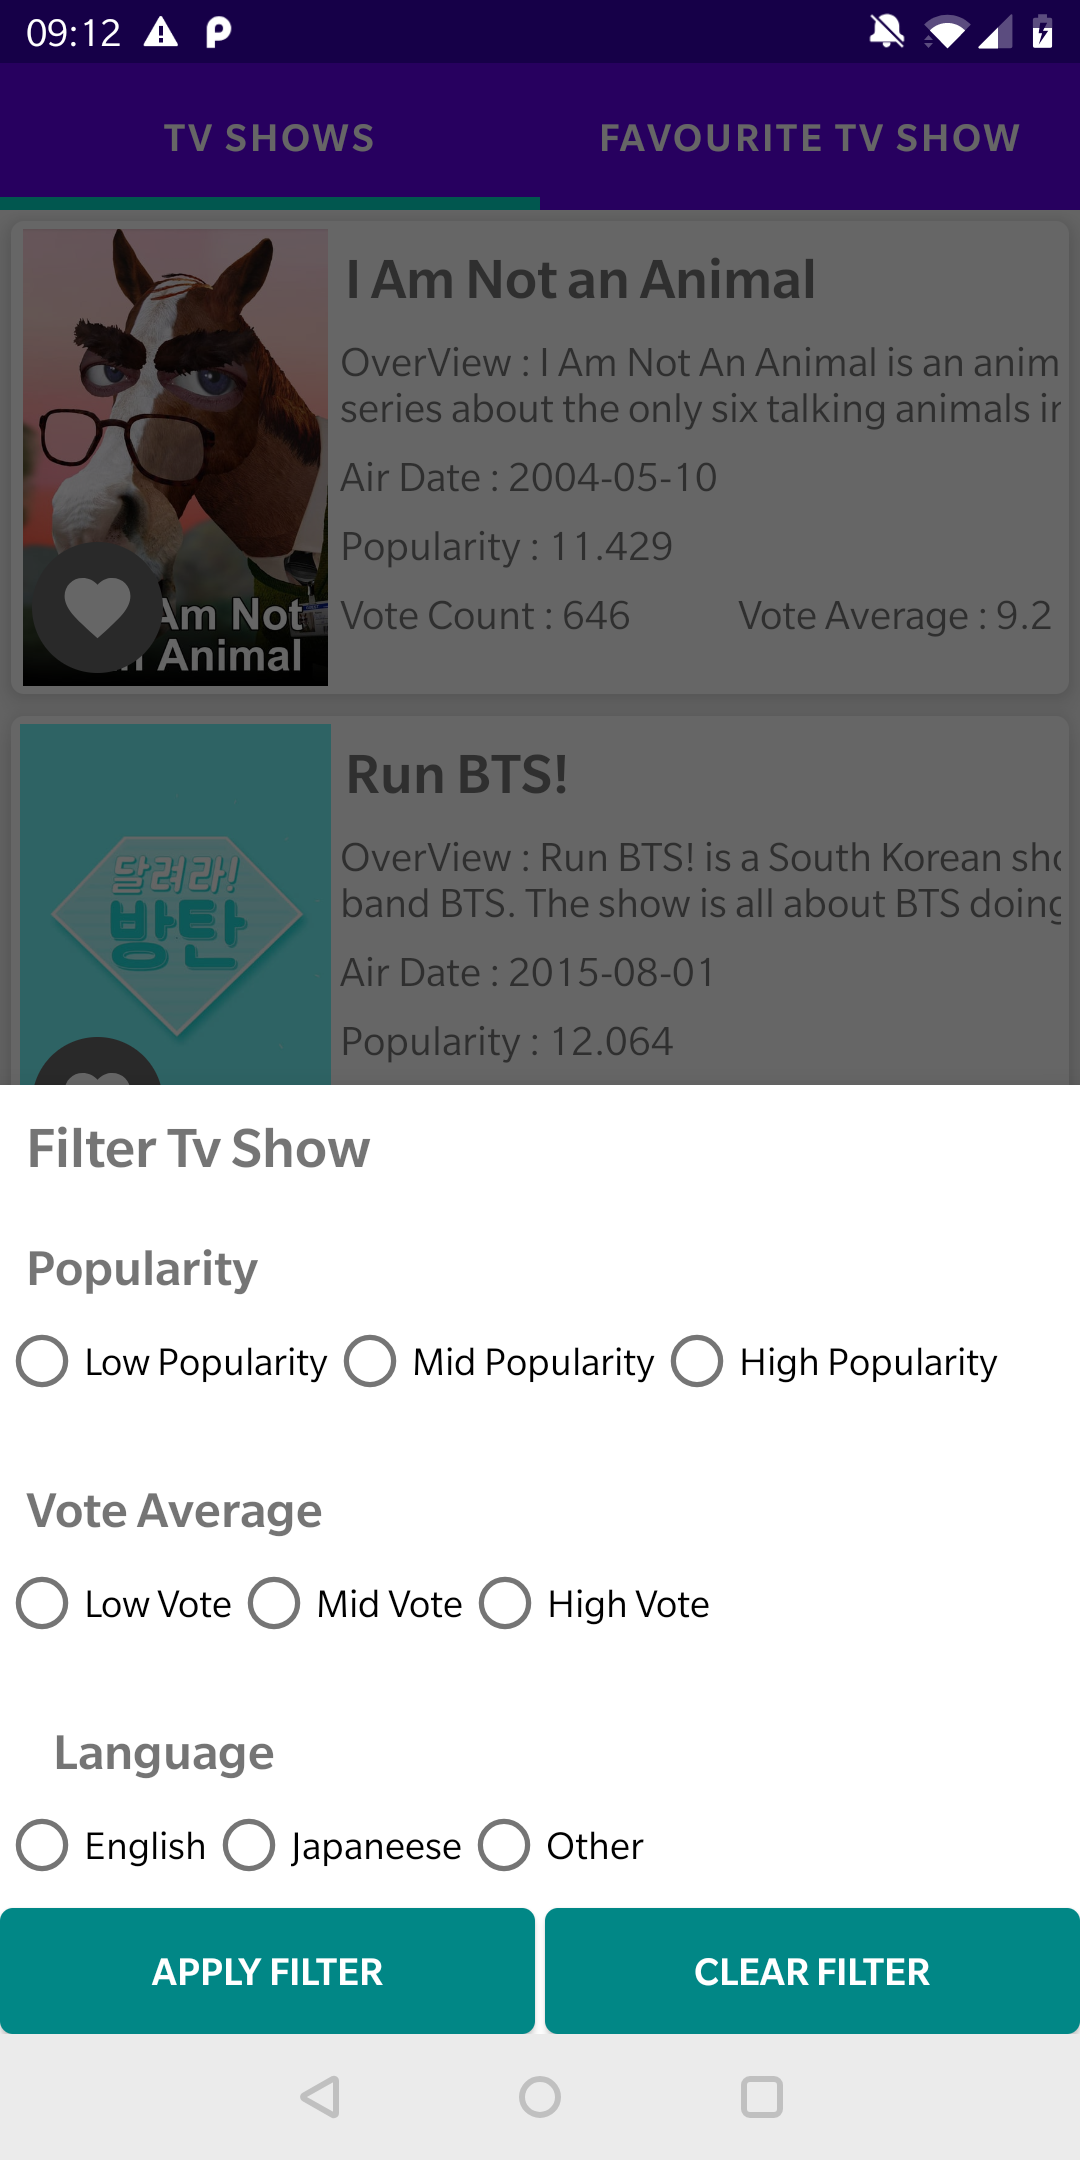 09:12
TV SHOWS
FAVOURITE TV SHOW
I Am Not an Animal
OverView : I Am Not An Animal is an anim
series about the only six talking animals in
Air Date : 2004-05-10
Popularity : 11.429
Vote Count : 646
Vote Average : 9.2
Am Not
Animal
Run BTS!
OverView : Run BTS! is a South Korean sho
band BTS. The show is all about BTS doing
Air Date : 2015-08-01
Popularity : 12.064
달려라!
방탄
Filter Tv Show
Popularity
Low Popularity
Mid Popularity
High Popularity
Vote Average
Low Vote
Mid Vote
High Vote
Language
English
Japaneese
Other
APPLY FILTER
CLEAR FILTER